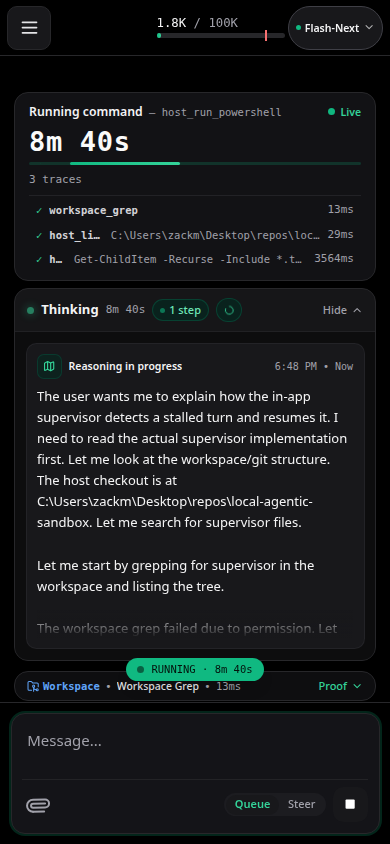 1.8K / 100K
Flash-Next
Running command — host_run_powershell
Live
8m 40s
3 traces
✓ workspace_grep 13ms
✓ host_li… C:\Users\zackm\Desktop\repos\loc… 29ms
✓ h… Get-ChildItem -Recurse -Include *.t… 3564ms
Thinking 8m 40s 1 step Hide
Reasoning in progress 6:48 PM • Now
The user wants me to explain how the in-app
supervisor detects a stalled turn and resumes it. I
need to read the actual supervisor implementation
first. Let me look at the workspace/git structure.
The host checkout is at
C:\Users\zackm\Desktop\repos\local-agentic-
sandbox. Let me search for supervisor files.
Let me start by grepping for supervisor in the
workspace and listing the tree.
The workspace grep failed due to permission. Let
RUNNING · 8m 40s
Workspace • Workspace Grep • 13ms Proof
Message...
Queue Steer